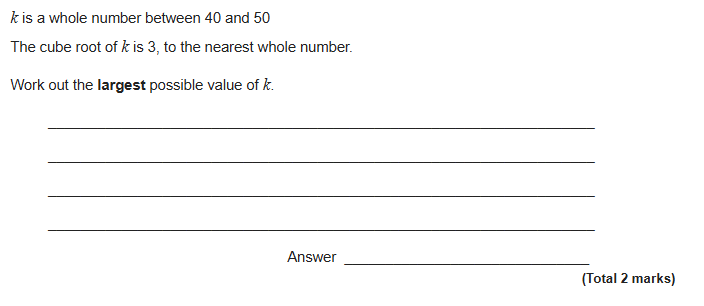 k is a whole number between 40 and 50
The cube root of k is 3, to the nearest whole number.
Work out the largest possible value of k.
Answer
(Total 2 marks)